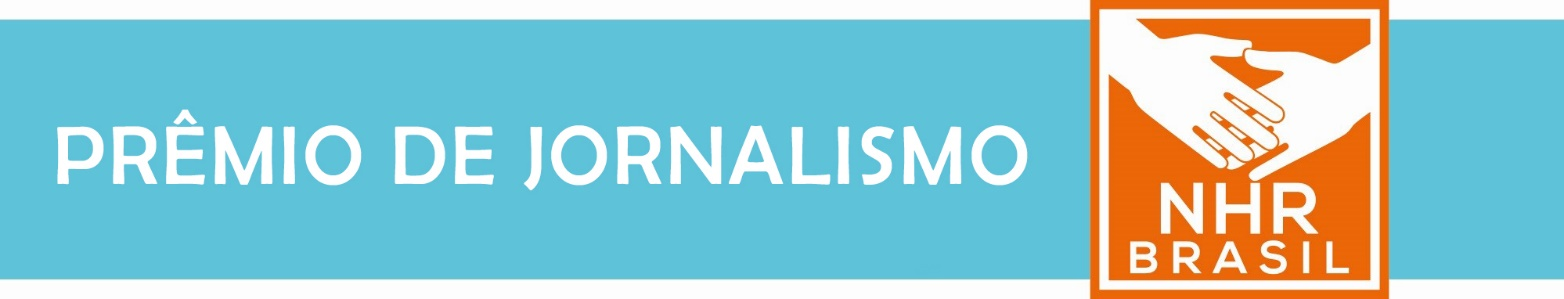 PRÊMIO DE JORNALISMO
NHR
BRASIL